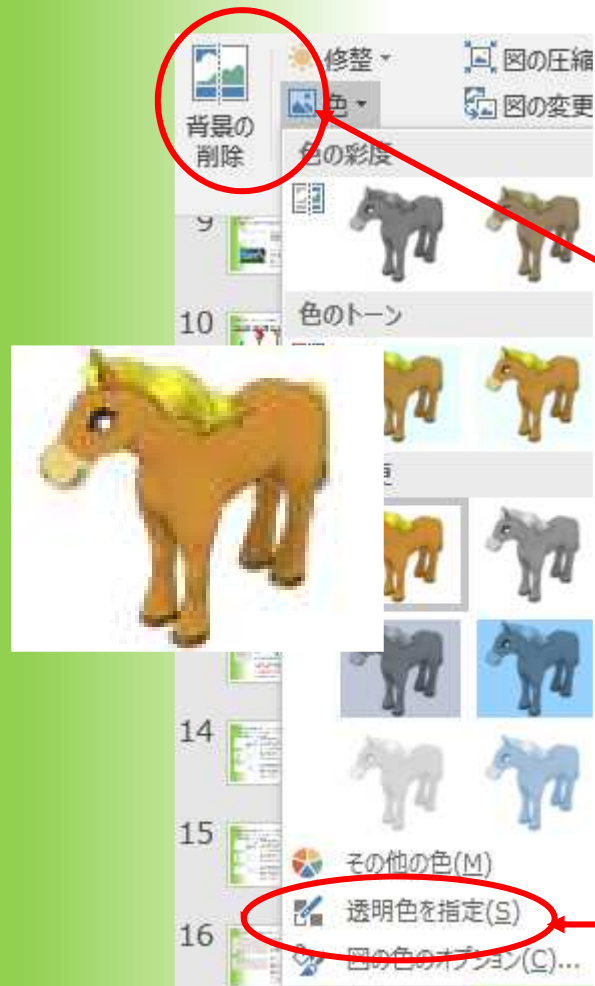 修整
図の圧縮
背景の
削除
色
図の変更
色の彩度
9
10
色のトーン
14
15
16
その他の色(M)
透明色を指定(S)
図の色のオプション(C)...